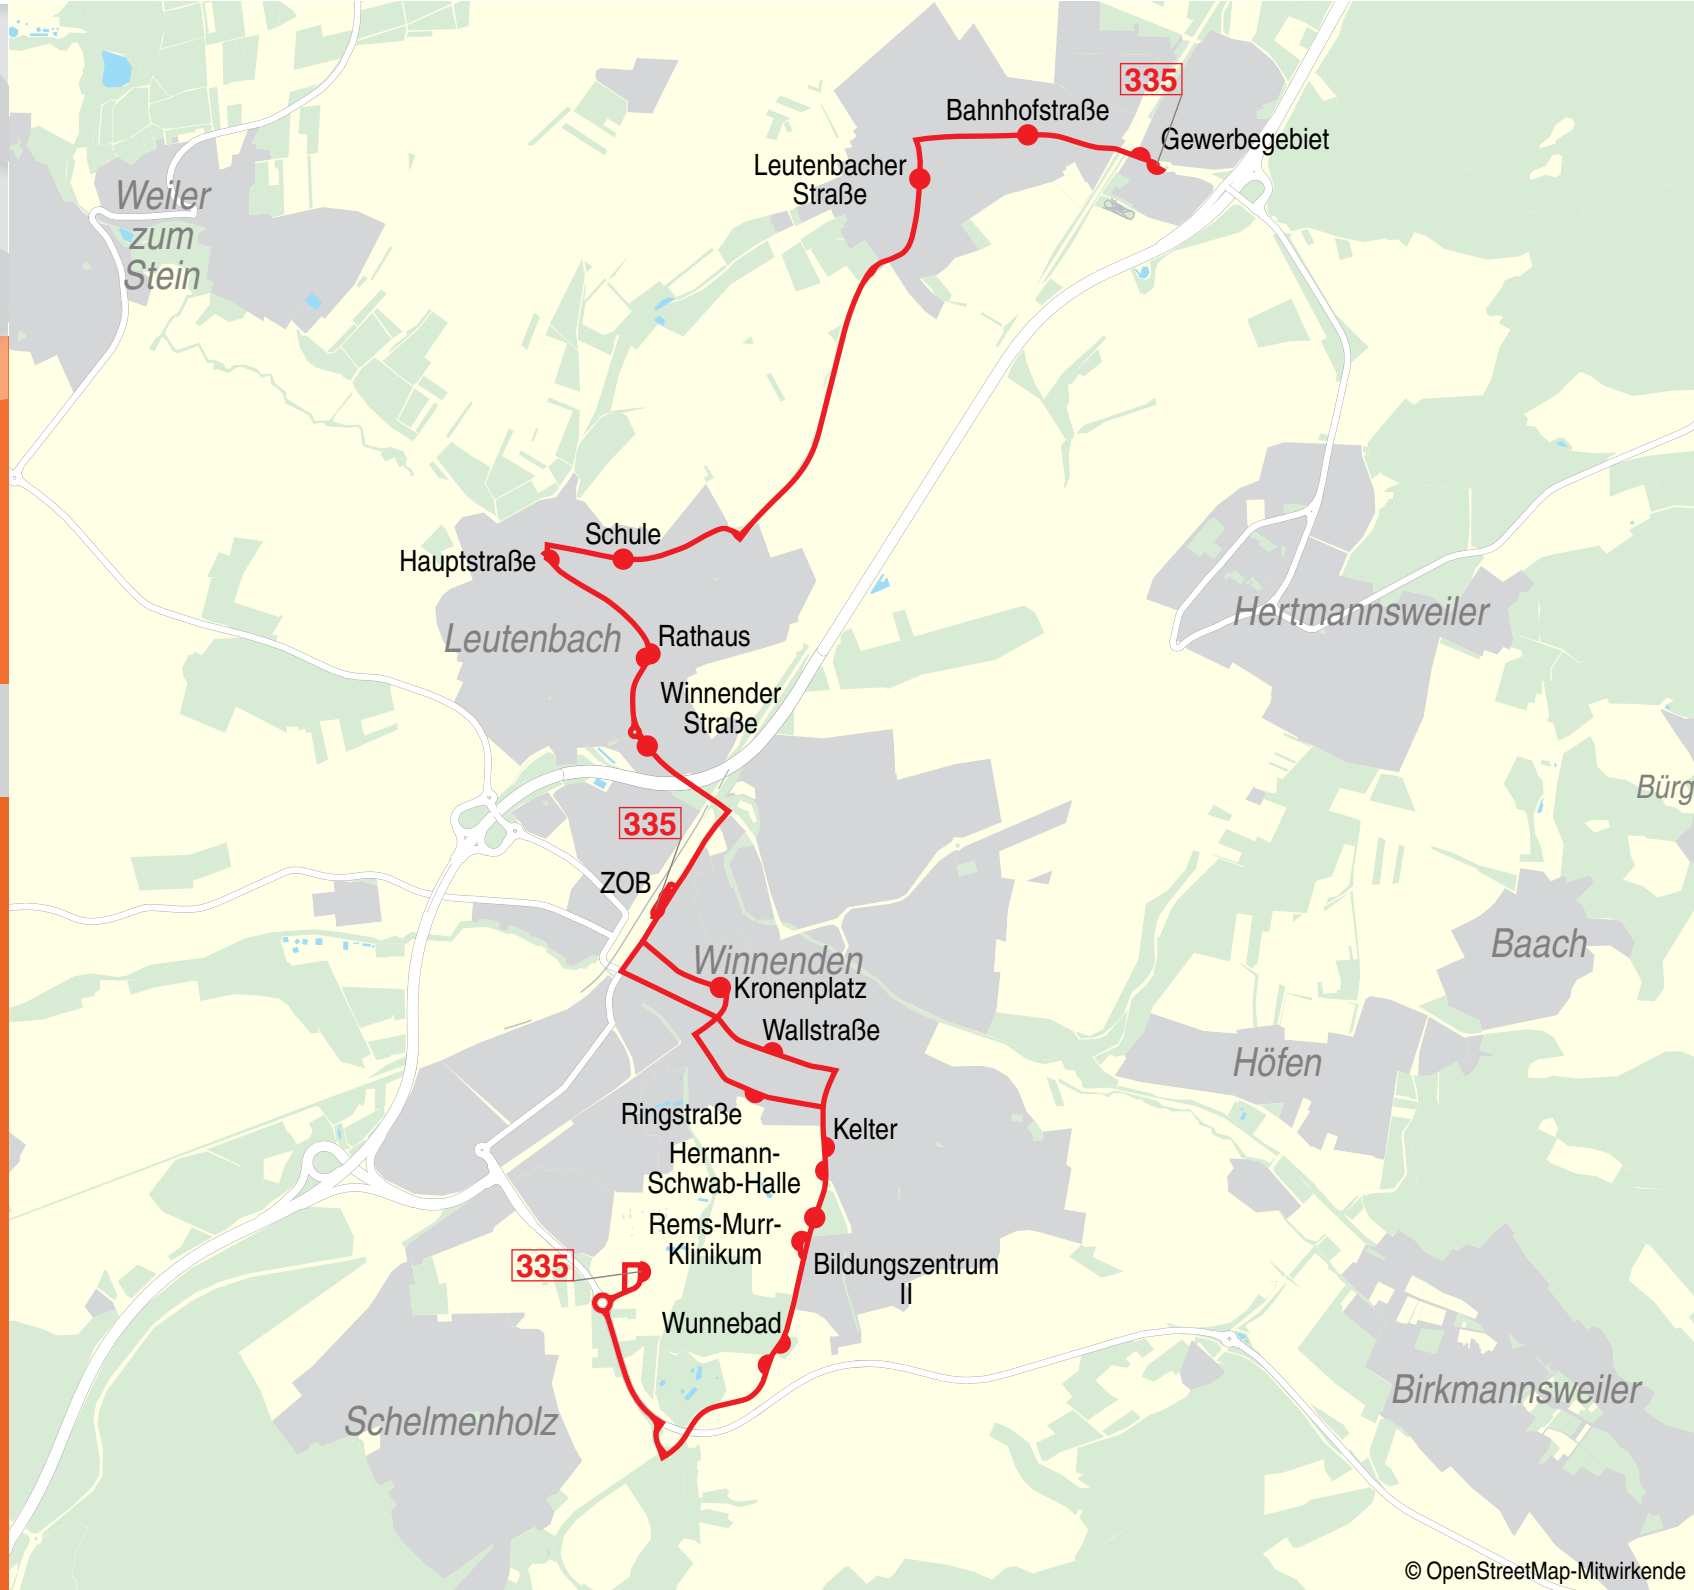 335
Bahnhofstraße
Gewerbegebiet
Leutenbacher
Straße
Weiler
zum
Stein
Schule
Hauptstraße
Hertmannsweiler
Leutenbach
Rathaus
Winnender
Straße
Bürg
335
ZOB
Winnenden
Kronenplatz
Baach
Wallstraße
Höfen
Ringstraße
Kelter
Hermann-
Schwab-Halle
Rems-Murr-
Klinikum
335
Bildungszentrum
II
Wunnebad
Birkmannsweiler
Schelmenholz
© OpenStreetMap-Mitwirkende